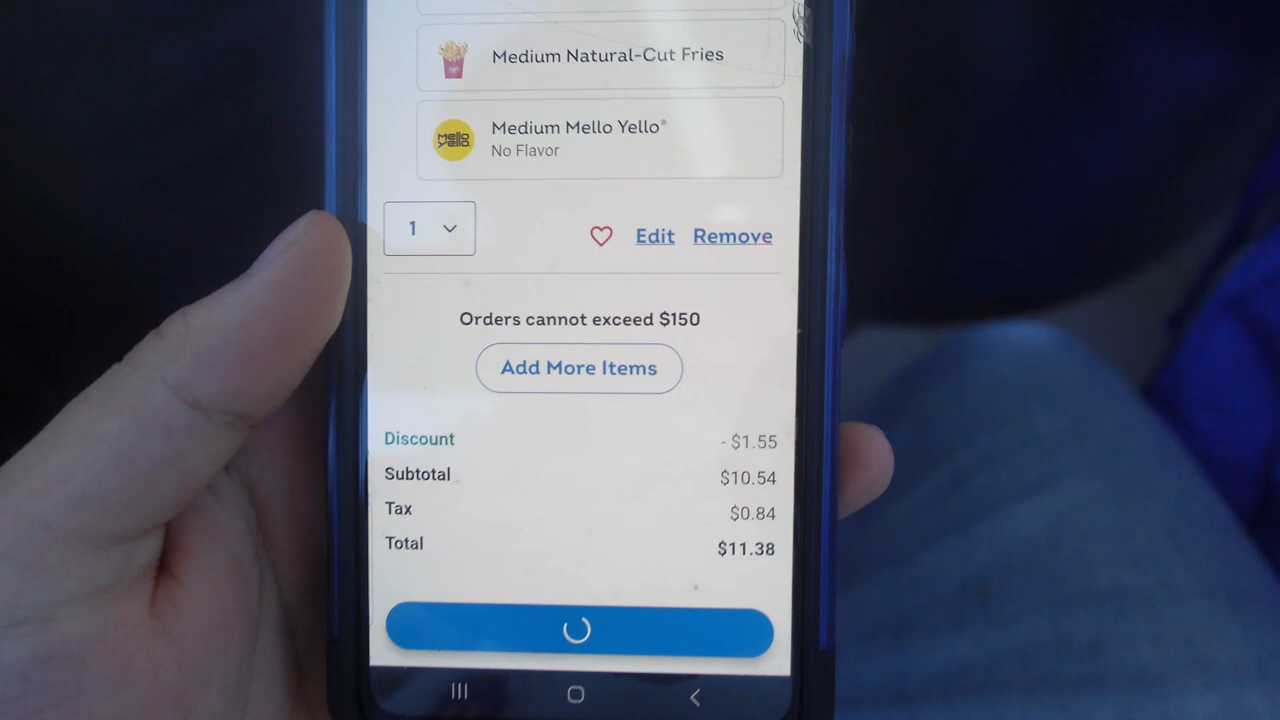 Medium Natural-Cut Fries
mello yello
Medium Mello Yello®
No Flavor
1
Edit Remove
Orders cannot exceed $150
Add More Items
Discount - $1.55
Subtotal $10.54
Tax $0.84
Total $11.38